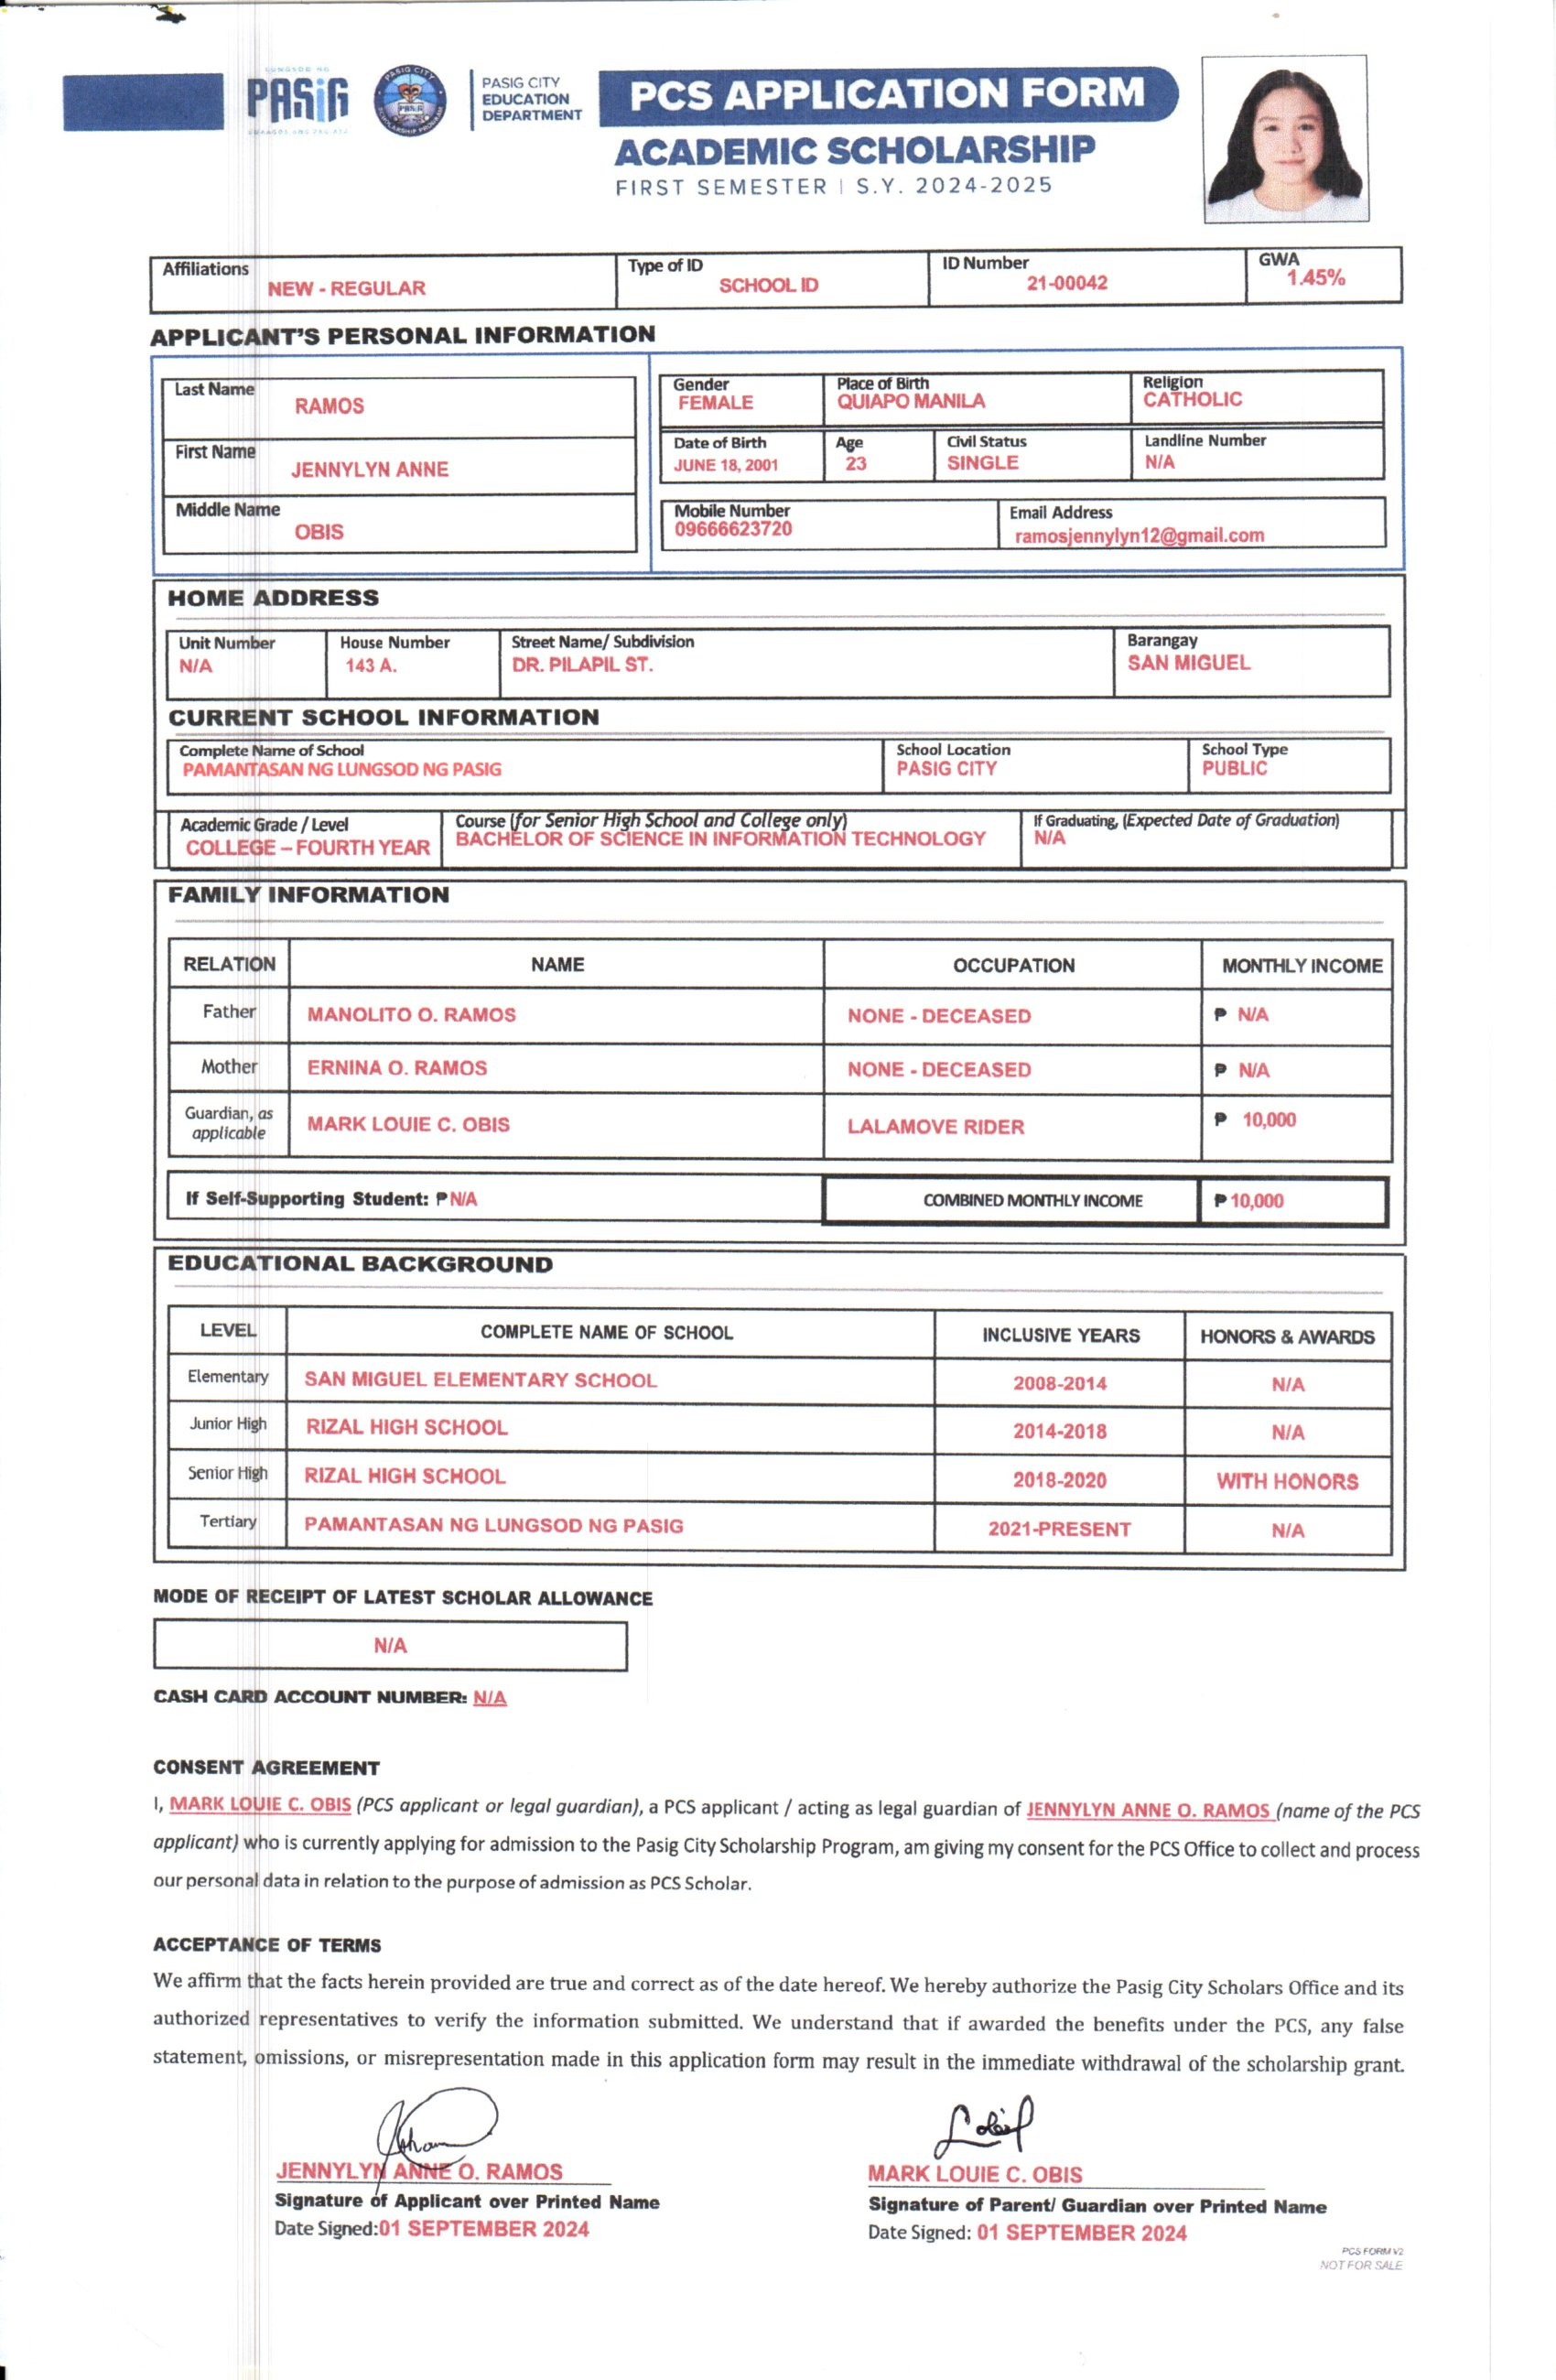 LUNGSOD NG
PASiG
PASIG CITY
PASIG CITY
EDUCATION
DEPARTMENT
PCS APPLICATION FORM
ACADEMIC SCHOLARSHIP
FIRST SEMESTER | S.Y. 2024-2025
Affiliations
NEW - REGULAR
Type of ID
SCHOOL ID
ID Number
21-00042
GWA
1.45%
APPLICANT'S PERSONAL INFORMATION
Last Name
RAMOS
First Name
JENNYLYN ANNE
Middle Name
OBIS
Gender
FEMALE
Place of Birth
QUIAPO MANILA
Religion
CATHOLIC
Date of Birth
JUNE 18, 2001
Age
23
Civil Status
SINGLE
Landline Number
N/A
Mobile Number
09666623720
Email Address
ramosjennylyn12@gmail.com
HOME ADDRESS
Unit Number
N/A
House Number
143 A.
Street Name/ Subdivision
DR. PILAPIL ST.
Barangay
SAN MIGUEL
CURRENT SCHOOL INFORMATION
Complete Name of School
PAMANTASAN NG LUNGSOD NG PASIG
School Location
PASIG CITY
School Type
PUBLIC
Academic Grade / Level
COLLEGE – FOURTH YEAR
Course (for Senior High School and College only)
BACHELOR OF SCIENCE IN INFORMATION TECHNOLOGY
If Graduating, (Expected Date of Graduation)
N/A
FAMILY INFORMATION
RELATION NAME OCCUPATION MONTHLY INCOME
Father MANOLITO O. RAMOS NONE - DECEASED ₱ N/A
Mother ERNINA O. RAMOS NONE - DECEASED ₱ N/A
Guardian, as
applicable MARK LOUIE C. OBIS LALAMOVE RIDER ₱ 10,000
If Self-Supporting Student: ₱ N/A COMBINED MONTHLY INCOME ₱ 10,000
EDUCATIONAL BACKGROUND
LEVEL COMPLETE NAME OF SCHOOL INCLUSIVE YEARS HONORS & AWARDS
Elementary SAN MIGUEL ELEMENTARY SCHOOL 2008-2014 N/A
Junior High RIZAL HIGH SCHOOL 2014-2018 N/A
Senior High RIZAL HIGH SCHOOL 2018-2020 WITH HONORS
Tertiary PAMANTASAN NG LUNGSOD NG PASIG 2021-PRESENT N/A
MODE OF RECEIPT OF LATEST SCHOLAR ALLOWANCE
N/A
CASH CARD ACCOUNT NUMBER: N/A
CONSENT AGREEMENT
I, MARK LOUIE C. OBIS (PCS applicant or legal guardian), a PCS applicant / acting as legal guardian of JENNYLYN ANNE O. RAMOS (name of the PCS
applicant) who is currently applying for admission to the Pasig City Scholarship Program, am giving my consent for the PCS Office to collect and process
our personal data in relation to the purpose of admission as PCS Scholar.
ACCEPTANCE OF TERMS
We affirm that the facts herein provided are true and correct as of the date hereof. We hereby authorize the Pasig City Scholars Office and its
authorized representatives to verify the information submitted. We understand that if awarded the benefits under the PCS, any false
statement, omissions, or misrepresentation made in this application form may result in the immediate withdrawal of the scholarship grant.
JENNYLYN ANNE O. RAMOS
Signature of Applicant over Printed Name
Date Signed:01 SEPTEMBER 2024
MARK LOUIE C. OBIS
Signature of Parent/ Guardian over Printed Name
Date Signed: 01 SEPTEMBER 2024
PCS FORM V2
NOT FOR SALE